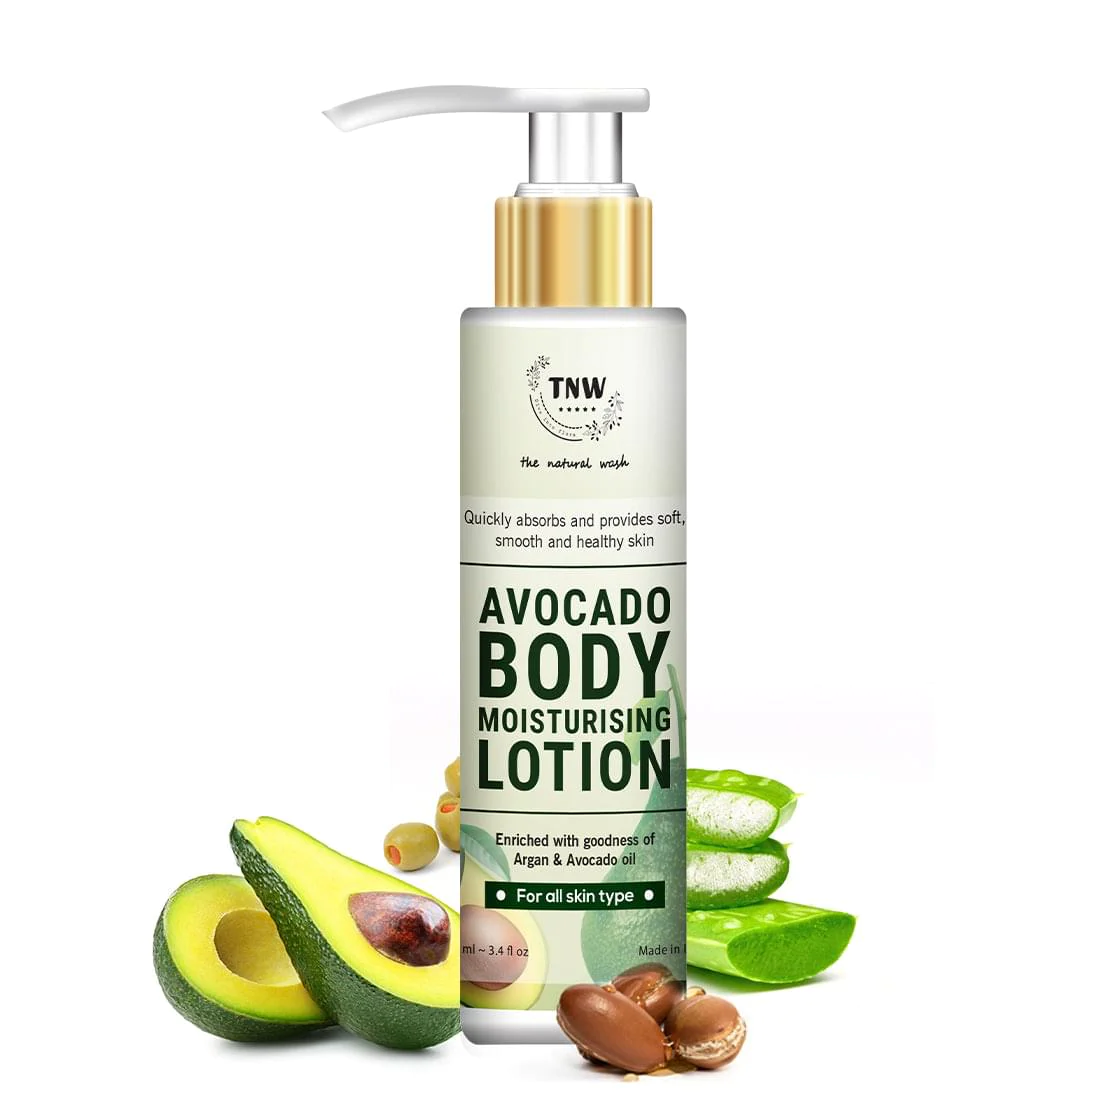 TNW
the natural wash
Quickly absorbs and provides soft,
smooth and healthy skin
AVOCADO
BODY
MOISTURISING
LOTION
Enriched with goodness of
Argan & Avocado oil
For all skin type
ml ~ 3.4 fl oz
Made in